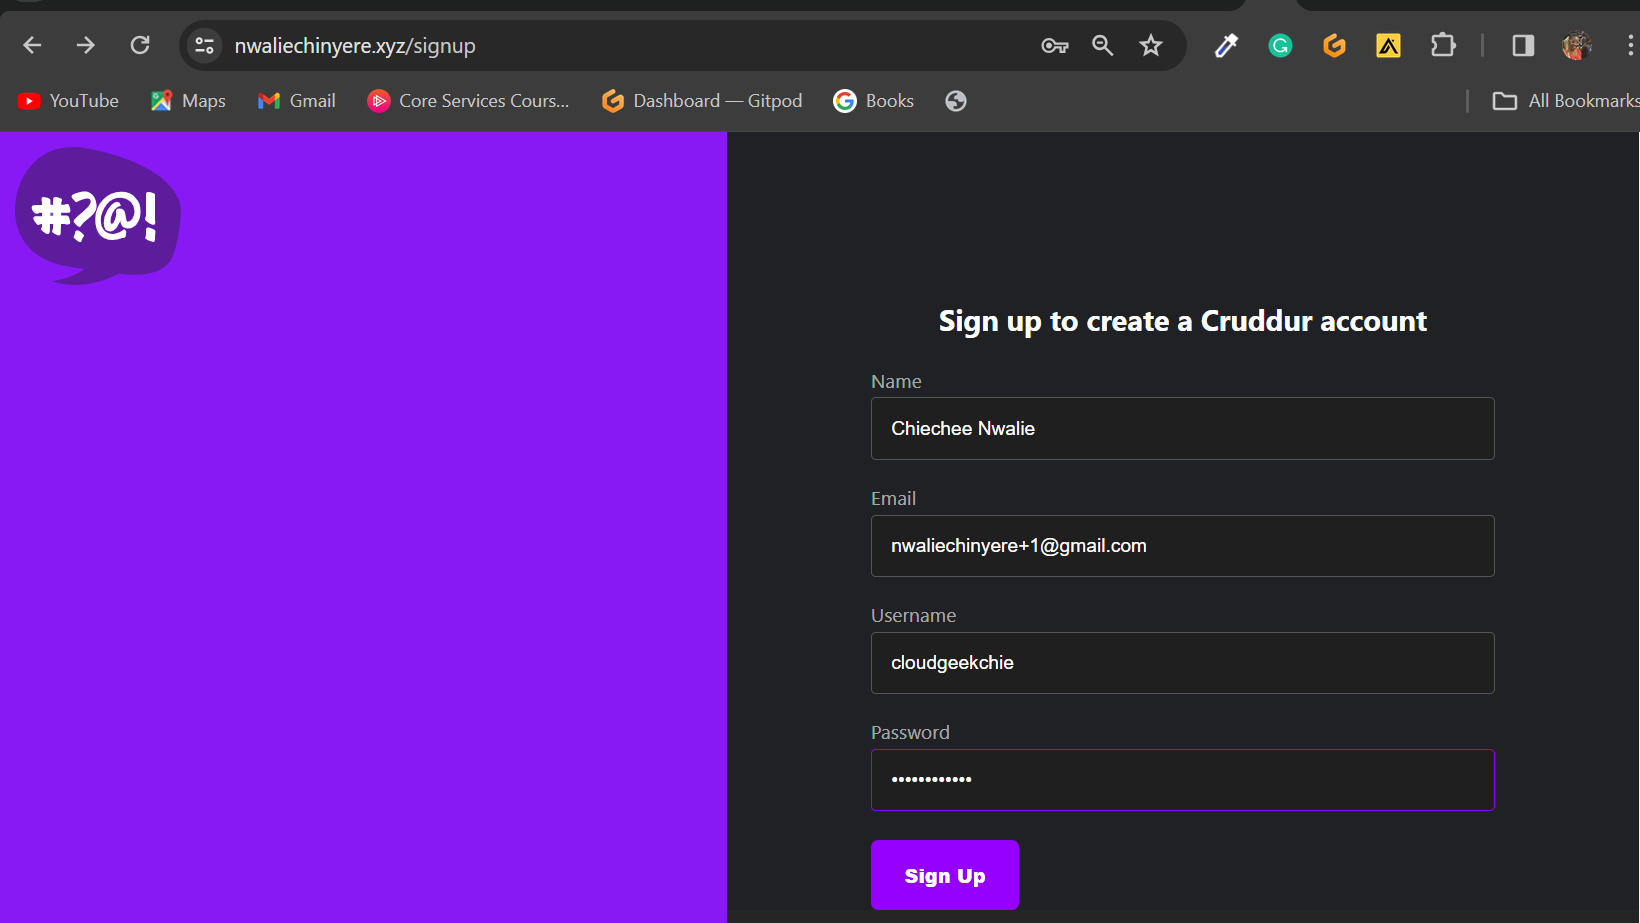 nwaliechinyere.xyz/signup
YouTube Maps Gmail Core Services Cours... Dashboard — Gitpod Books All Bookmarks
#?@!
Sign up to create a Cruddur account
Name
Chiechee Nwalie
Email
nwaliechinyere+1@gmail.com
Username
cloudgeekchie
Password
••••••••••••
Sign Up